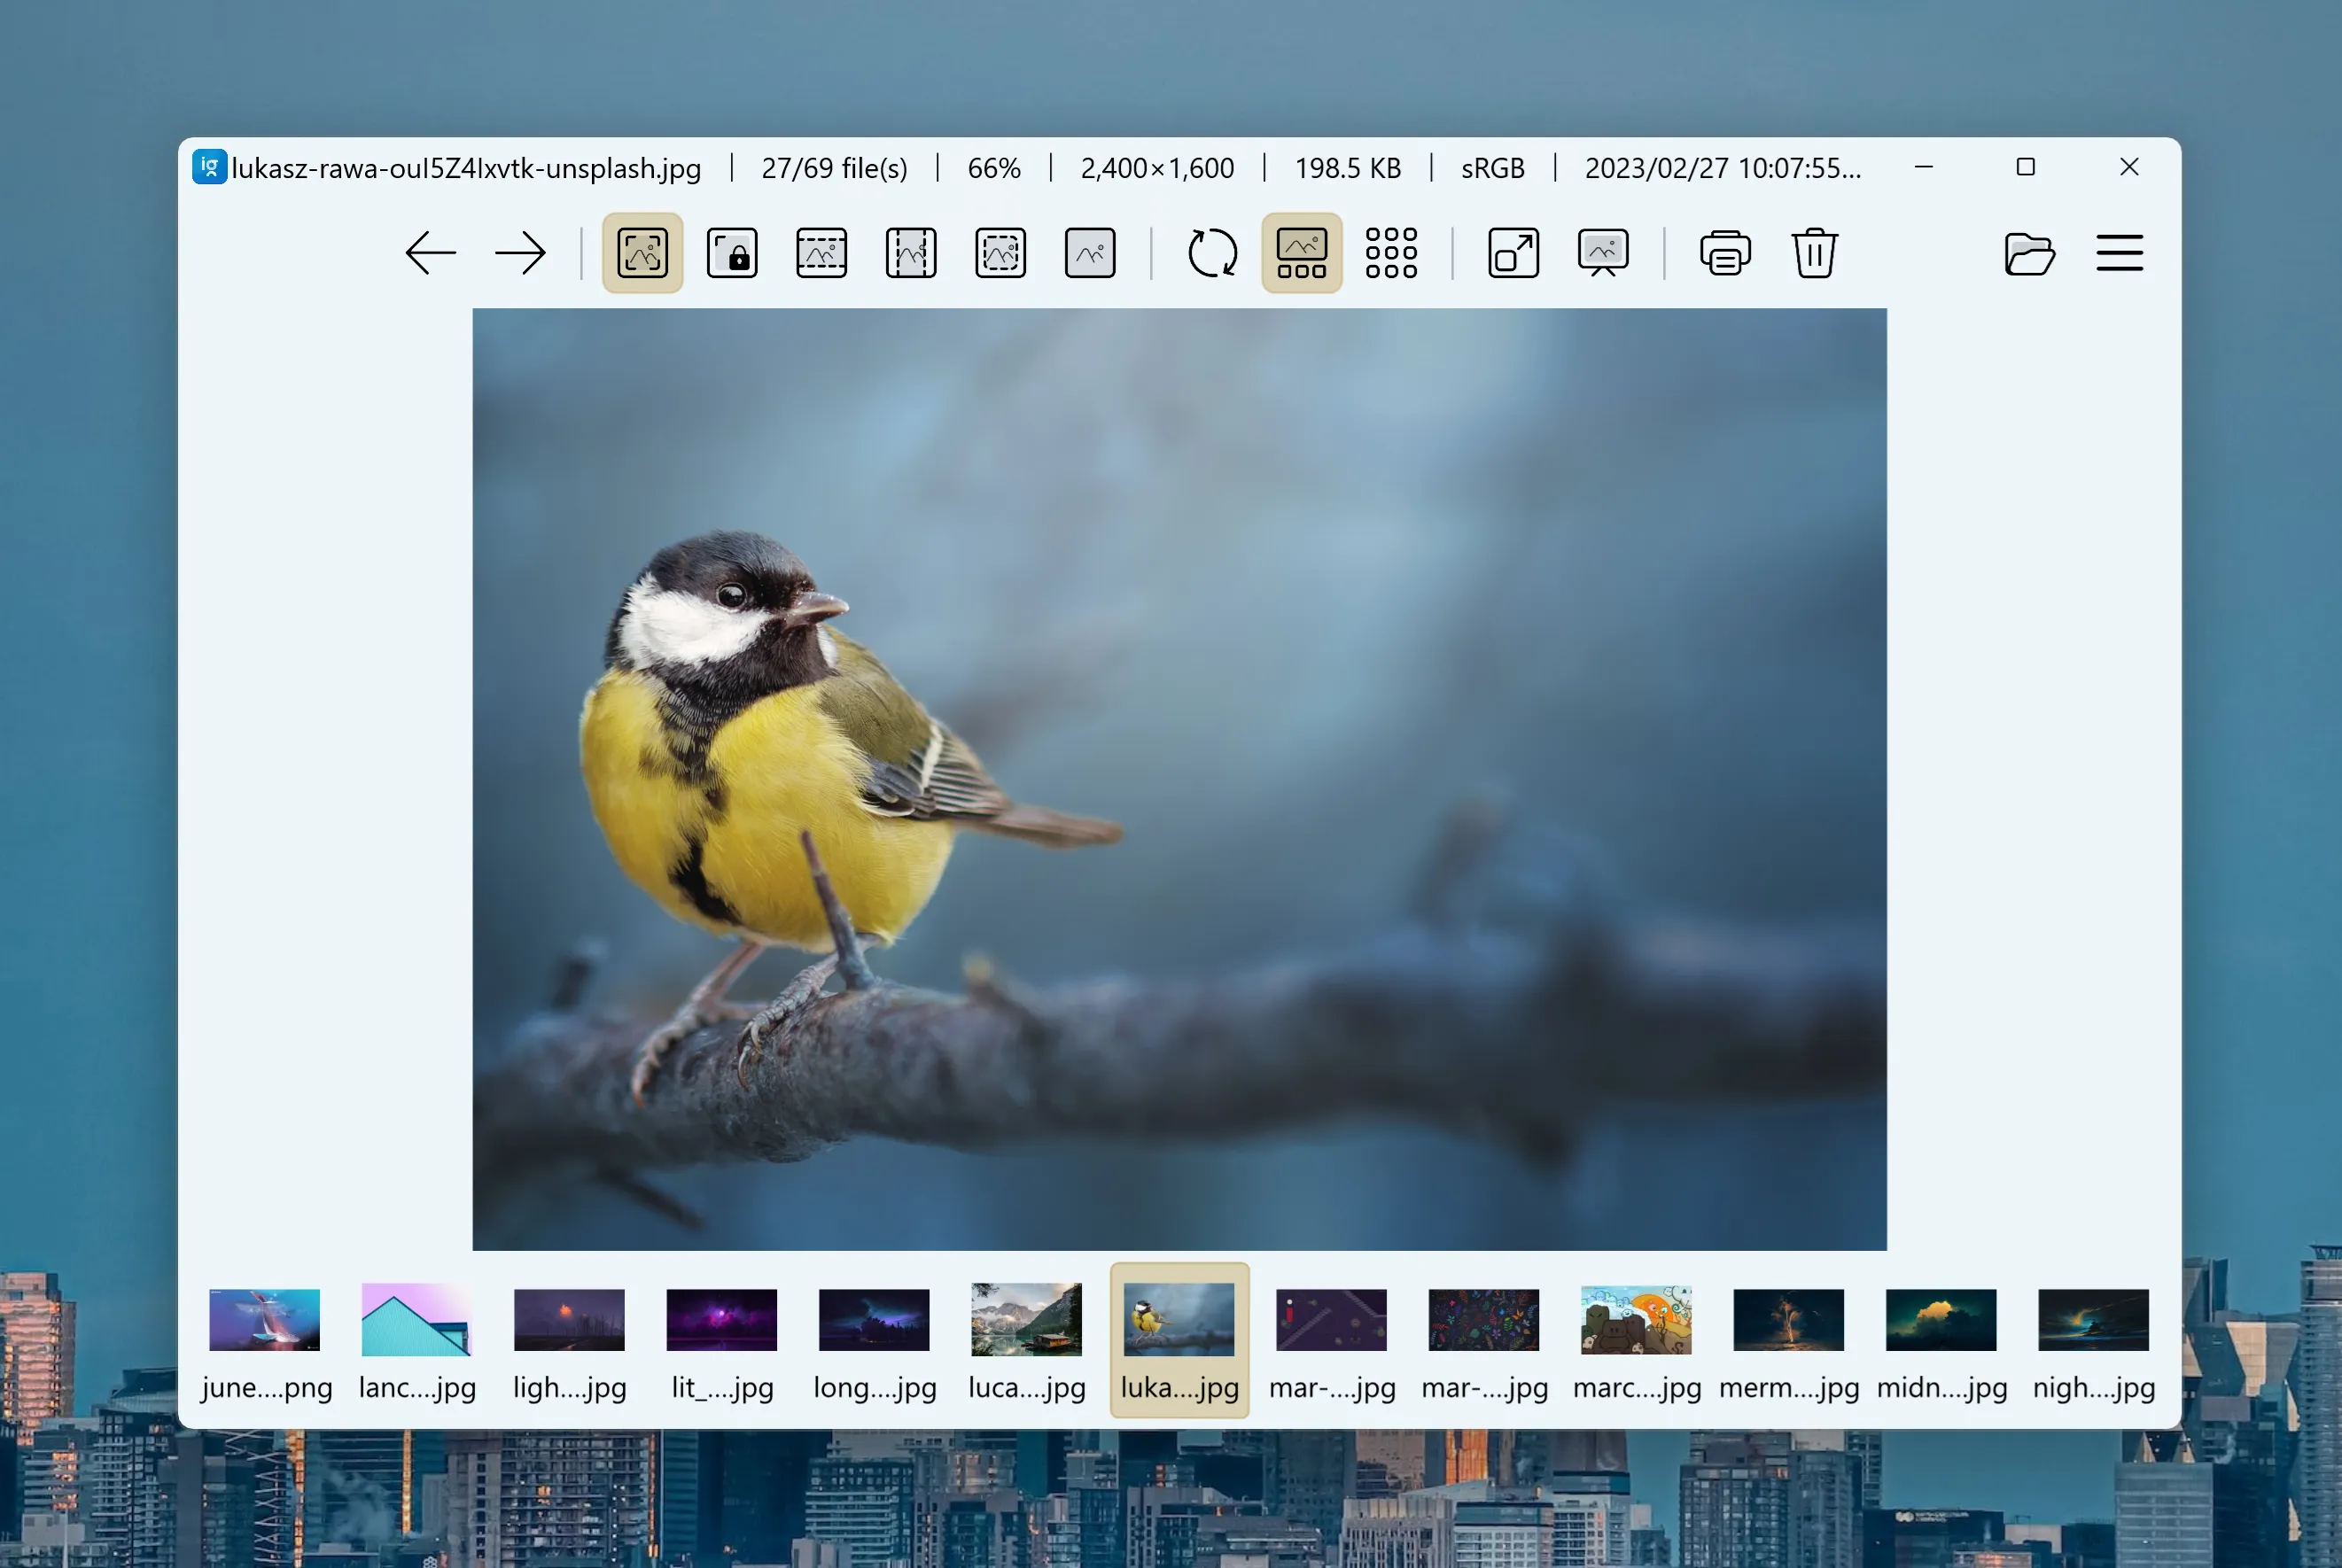 ig lukasz-rawa-ouI5Z4Ixvtk-unsplash.jpg | 27/69 file(s) | 66% | 2,400×1,600 | 198.5 KB | sRGB | 2023/02/27 10:07:55...
june....png lanc....jpg ligh....jpg lit_....jpg long....jpg luca....jpg luka....jpg mar-....jpg mar-....jpg marc....jpg merm....jpg midn....jpg nigh....jpg